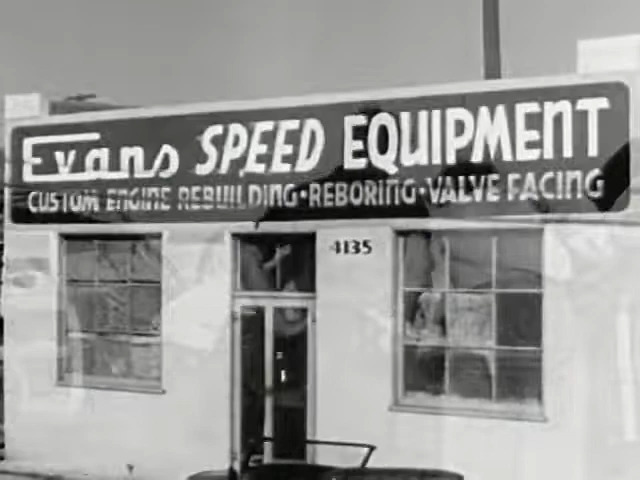 Evans SPEED EQUIPMENT
CUSTOM ENGINE REBUILDING•REBORING•VALVE FACING
4135